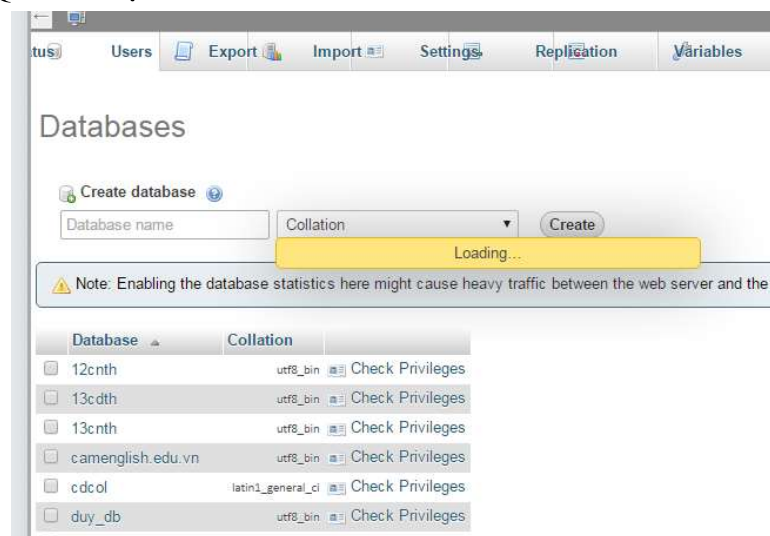 tus Users Export Import Settings Replication Variables
Databases
Create database
Database name Collation Create
Loading...
Note: Enabling the database statistics here might cause heavy traffic between the web server and the
Database Collation
12cnth utf8_bin Check Privileges
13cdth utf8_bin Check Privileges
13cnth utf8_bin Check Privileges
camenglish.edu.vn utf8_bin Check Privileges
cdcol latin1_general_ci Check Privileges
duy_db utf8_bin Check Privileges